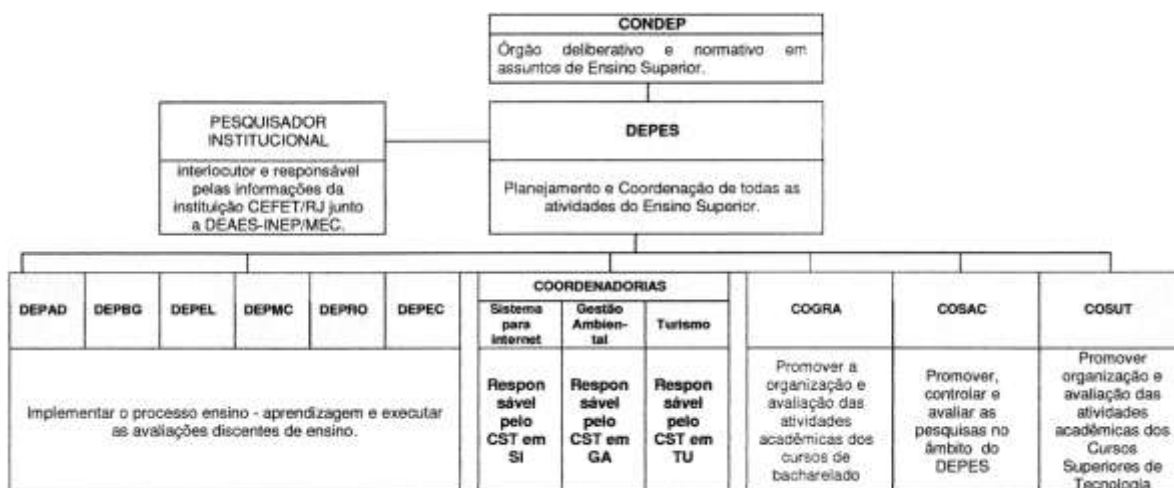 CONDEP
Órgão deliberativo e normativo em
assuntos de Ensino Superior.
PESQUISADOR
INSTITUCIONAL
interlocutor e responsável
pelas informações da
instituição CEFET/RJ junto
a DEAES-INEP/MEC.
DEPES
Planejamento e Coordenação de todas as
atividades do Ensino Superior.
DEPAD
DEPBG
DEPEL
DEPMC
DEPRO
DEPEC
Implementar o processo ensino - aprendizagem e executar
as avaliações discentes de ensino.
COORDENADORIAS
Sistema
para
internet
Gestão
Ambien-
tal
Turismo
Respon
sável
pelo
CST em
SI
Respon
sável
pelo
CST em
GA
Respon
sável
pelo
CST em
TU
COGRA
Promover a
organização e
avaliação das
atividades
acadêmicas dos
cursos de
bacharelado
COSAC
Promover,
controlar e
avaliar as
pesquisas no
âmbito do
DEPES
COSUT
Promover
organização e
avaliação das
atividades
acadêmicas dos
Cursos
Superiores de
Tecnologia